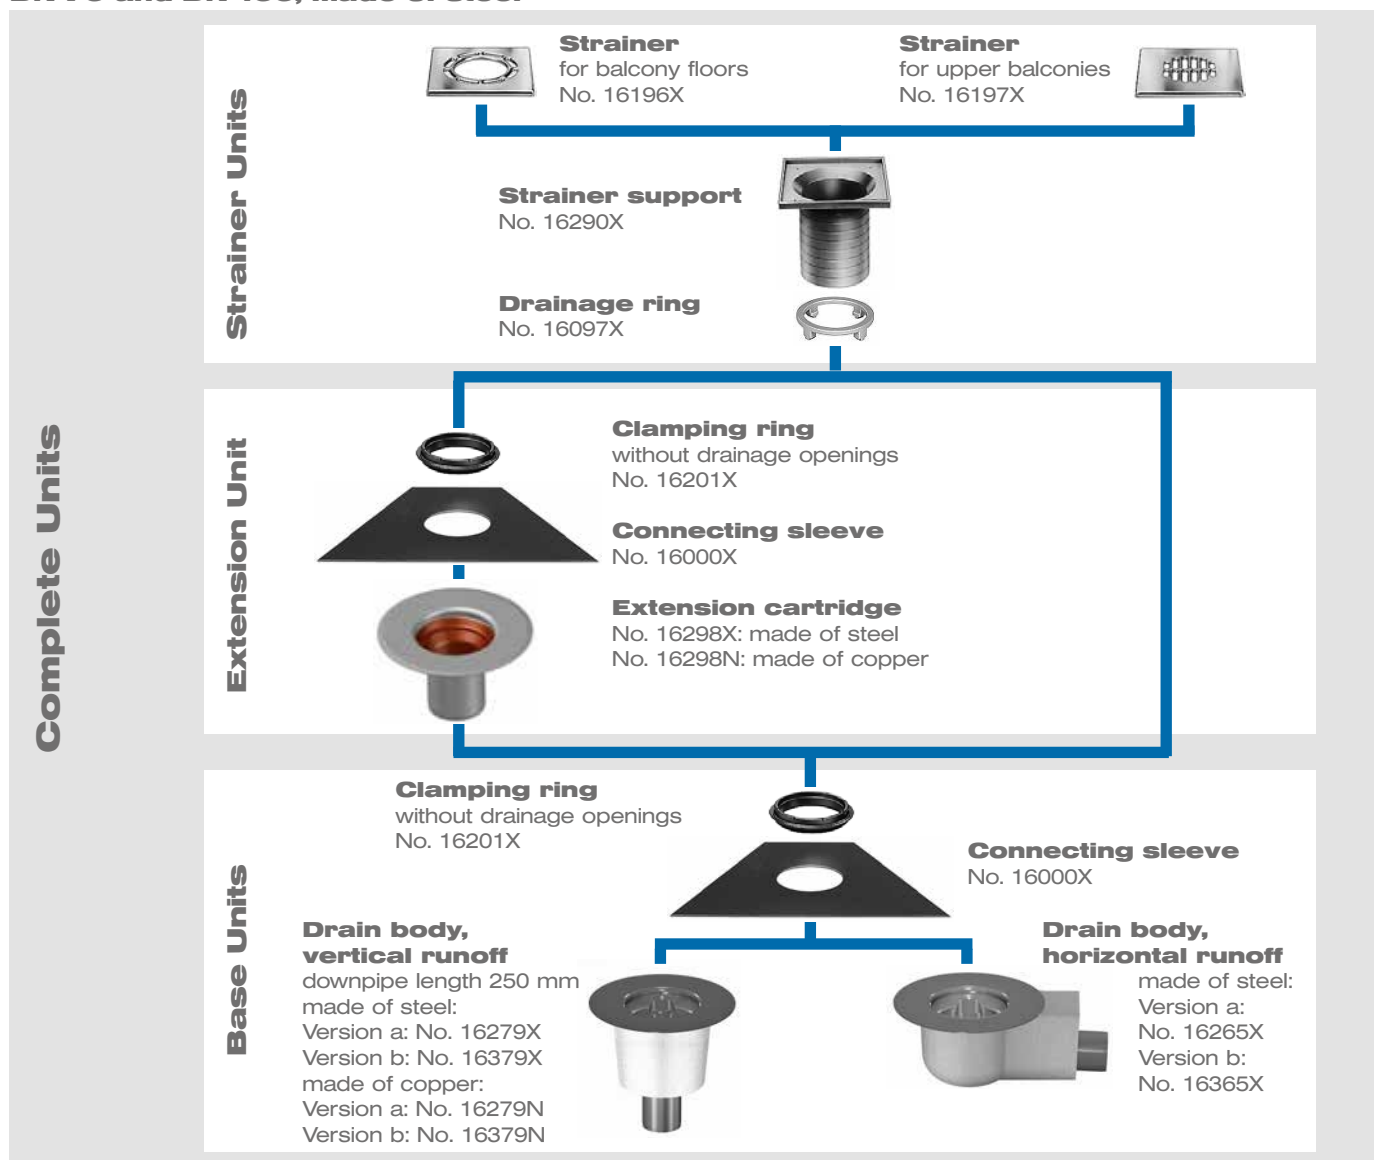 Complete Units
Strainer Units
Strainer
for balcony floors
No. 16196X
Strainer
for upper balconies
No. 16197X
Strainer support
No. 16290X
Drainage ring
No. 16097X
Extension Unit
Clamping ring
without drainage openings
No. 16201X
Connecting sleeve
No. 16000X
Extension cartridge
No. 16298X: made of steel
No. 16298N: made of copper
Base Units
Clamping ring
without drainage openings
No. 16201X
Connecting sleeve
No. 16000X
Drain body,
vertical runoff
downpipe length 250 mm
made of steel:
Version a: No. 16279X
Version b: No. 16379X
made of copper:
Version a: No. 16279N
Version b: No. 16379N
Drain body,
horizontal runoff
made of steel:
Version a:
No. 16265X
Version b:
No. 16365X